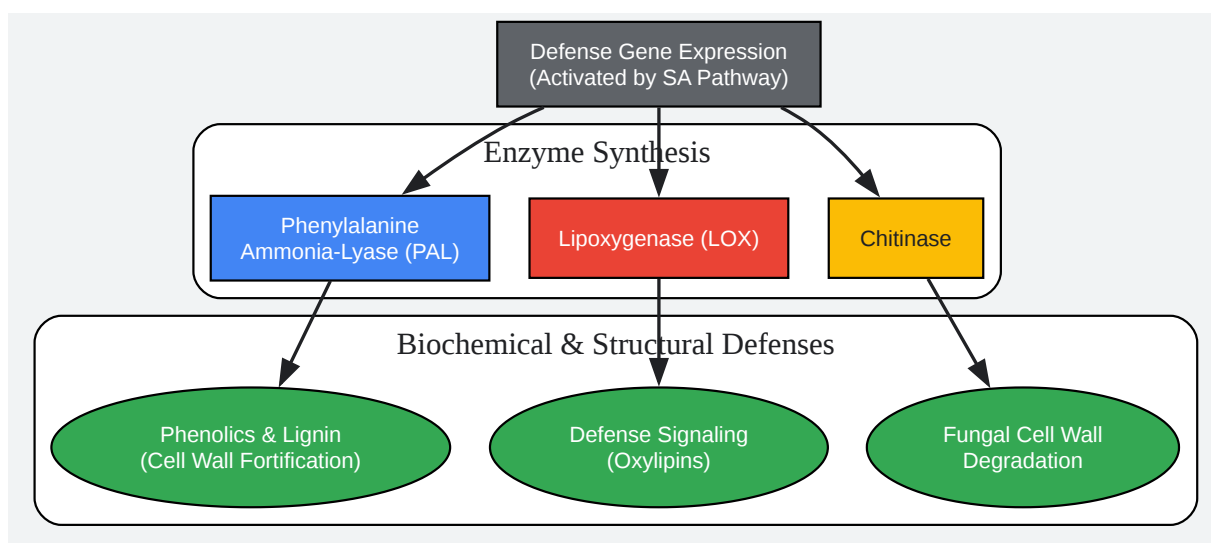 Defense Gene Expression
(Activated by SA Pathway)
Enzyme Synthesis
Phenylalanine
Ammonia-Lyase (PAL)
Lipoxygenase (LOX)
Chitinase
Biochemical & Structural Defenses
Phenolics & Lignin
(Cell Wall Fortification)
Defense Signaling
(Oxylipins)
Fungal Cell Wall
Degradation